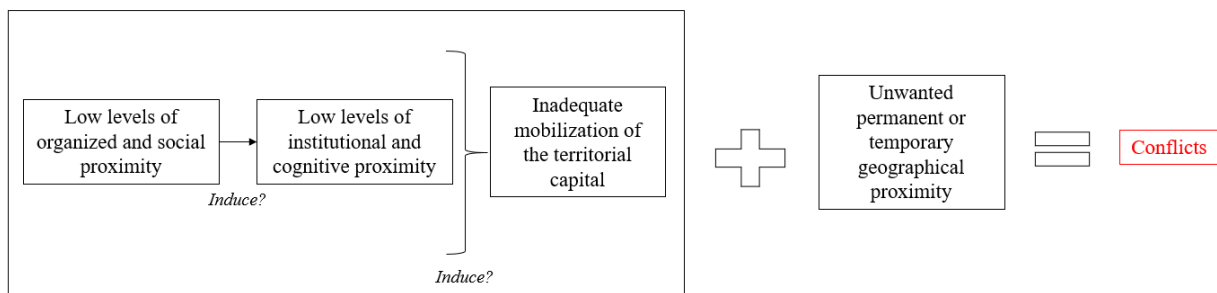 Low levels of
organized and social
proximity
Induce?
Low levels of
institutional and
cognitive proximity
Induce?
Inadequate
mobilization of
the territorial
capital
Unwanted
permanent or
temporary
geographical
proximity
Conflicts